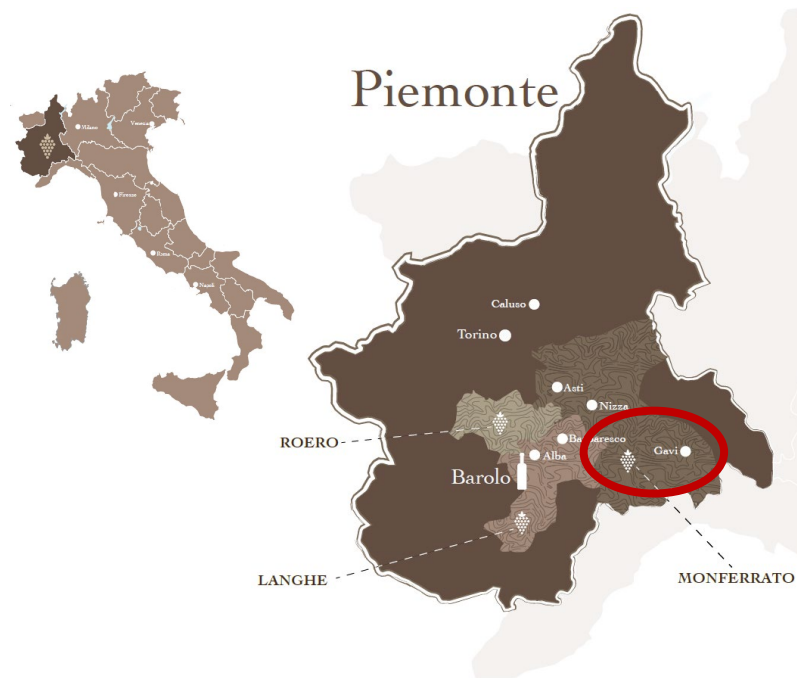 Piemonte
Milano
Venezia
Firenze
Roma
Napoli
Caluso
Torino
Asti
Nizza
ROERO
Barbaresco
Gavi
Alba
Barolo
LANGHE
MONFERRATO